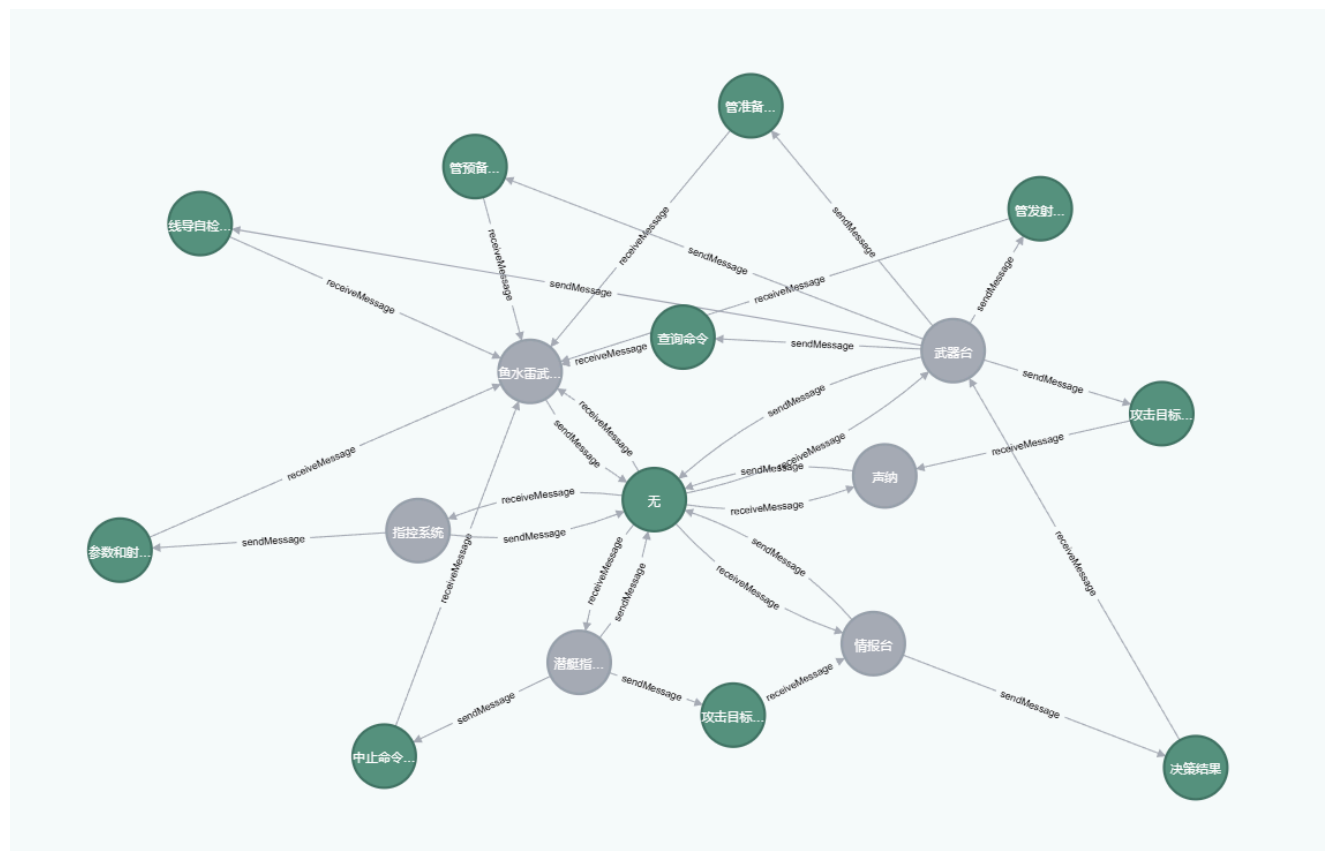 管准备...
管预备...
线导自检...
管发射...
receiveMessage
receiveMessage
sendMessage
sendMessage
sendMessage
receiveMessage
receiveMessage
sendMessage
查询命令
sendMessage
receiveMessage
鱼水雷武...
武器台
sendMessage
攻击目标...
sendMessage
receiveMessage
sendMessage
receiveMessage
receiveMessage
sendMessage
声纳
receiveMessage
receiveMessage
无
receiveMessage
指控系统
sendMessage
sendMessage
参数和射...
receiveMessage
receiveMessage
sendMessage
receiveMessage
sendMessage
receiveMessage
情报台
潜艇指...
sendMessage
receiveMessage
sendMessage
sendMessage
攻击目标...
中止命令...
决策结果